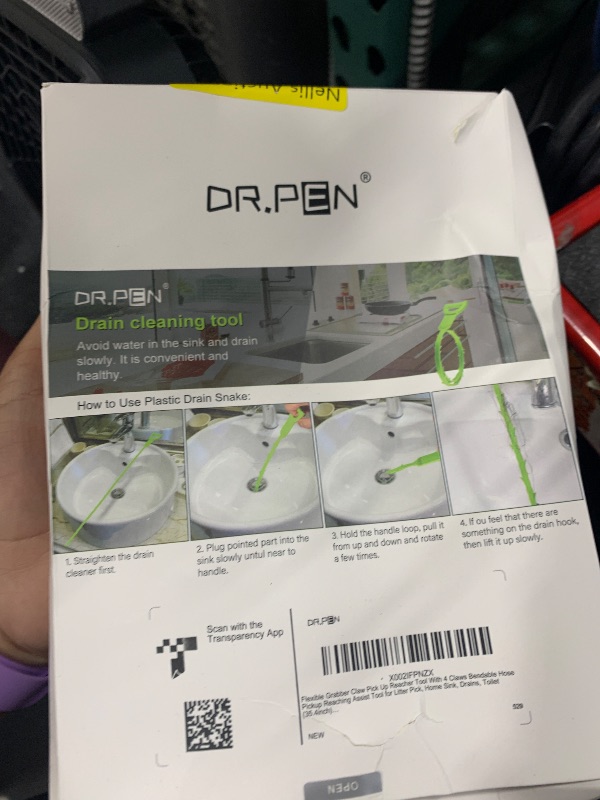 Nellis Aucti
DR.PEN®
DR.PEN®
Drain cleaning tool
Avoid water in the sink and drain
slowly. It is convenient and
healthy.
How to Use Plastic Drain Snake:
1. Straighten the drain
cleaner first.
2. Plug pointed part into the
sink slowly untul near to
handle.
3. Hold the handle loop, pull it
from up and down and rotate
a few times.
4. If ou feel that there are
something on the drain hook,
then lift it up slowly.
Scan with the
Transparency App
DR.PEN
X002IFPNZX
Flexible Grabber Claw Pick Up Reacher Tool With 4 Claws Bendable Hose
Pickup Reaching Assist Tool for Litter Pick, Home Sink, Drains, Toilet
(35.4inch)...
NEW
529
OPEN